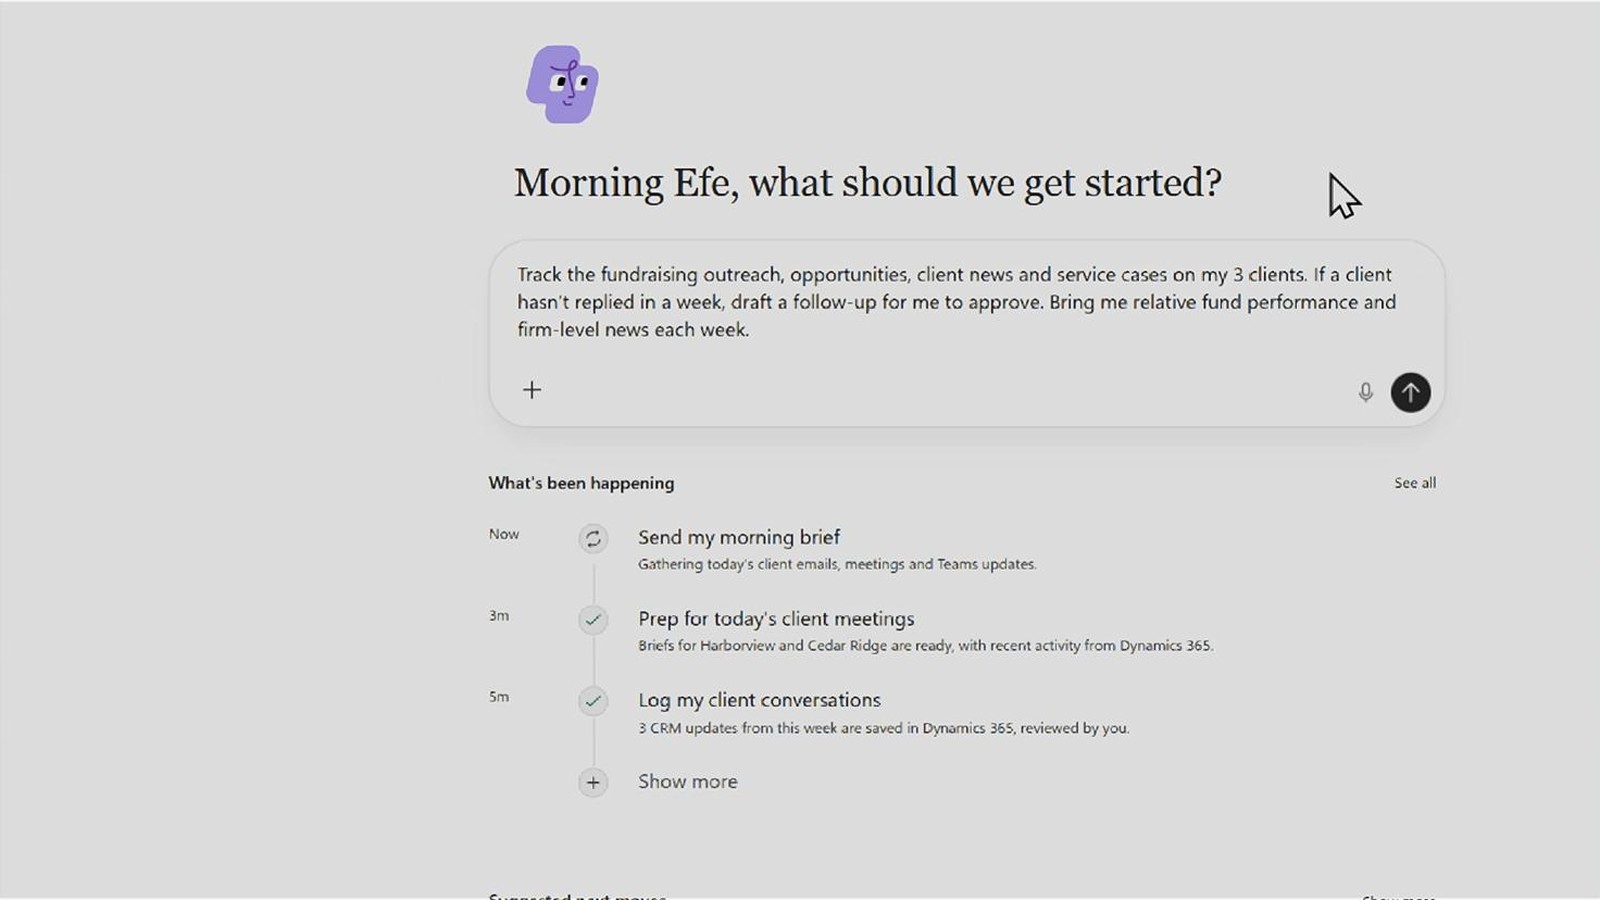 Morning Efe, what should we get started?
Track the fundraising outreach, opportunities, client news and service cases on my 3 clients. If a client
hasn't replied in a week, draft a follow-up for me to approve. Bring me relative fund performance and
firm-level news each week.
What's been happening
See all
Now
Send my morning brief
Gathering today's client emails, meetings and Teams updates.
3m
Prep for today's client meetings
Briefs for Harborview and Cedar Ridge are ready, with recent activity from Dynamics 365.
5m
Log my client conversations
3 CRM updates from this week are saved in Dynamics 365, reviewed by you.
Show more
Suggested next moves
Show more